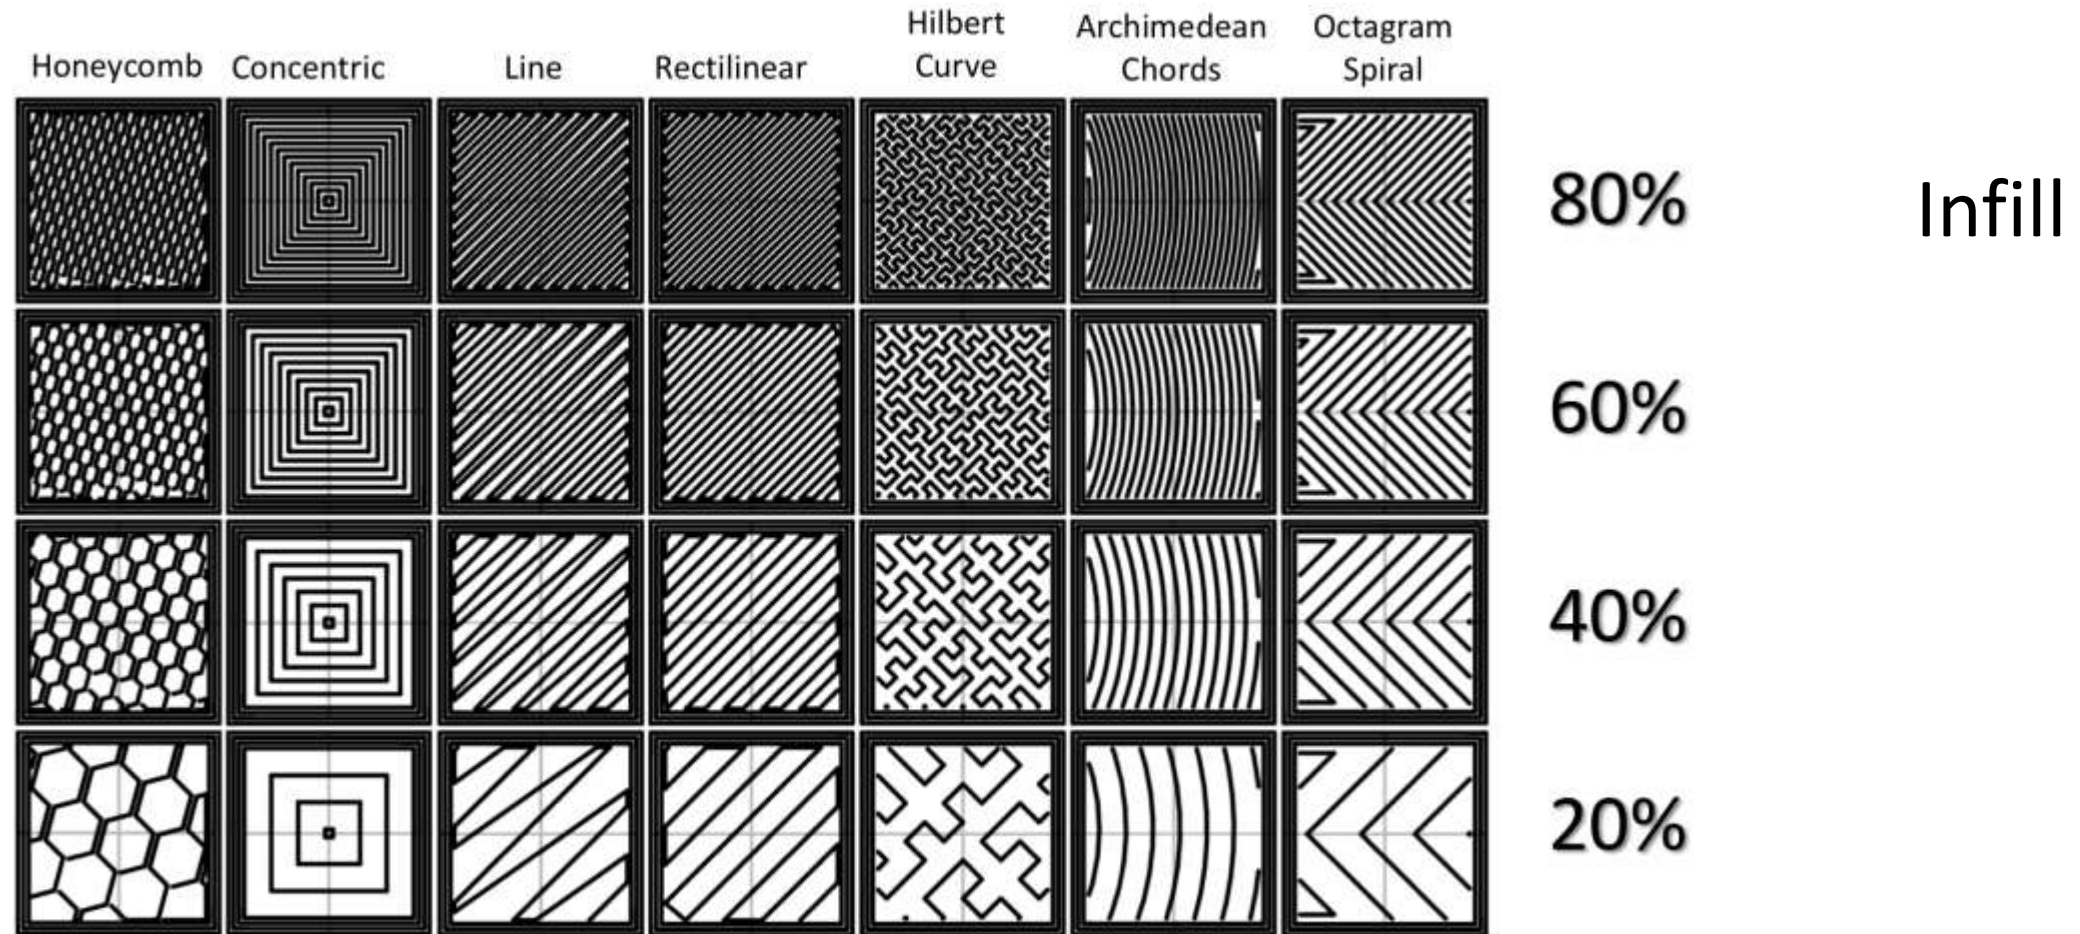 Honeycomb
Concentric
Line
Rectilinear
Hilbert
Curve
Archimedean
Chords
Octagram
Spiral
80%
Infill
60%
40%
20%